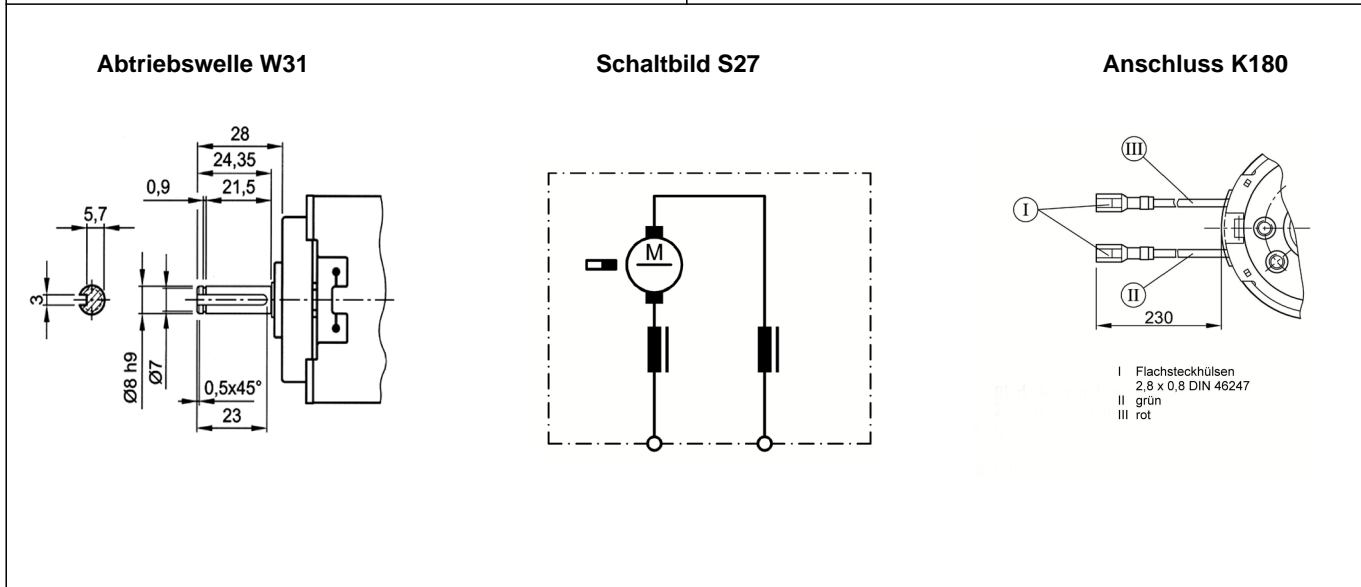 Abtriebswelle W31
28
24,35
0,9
21,5
5,7
3
Ø8 h9
Ø7
0,5x45°
23
Schaltbild S27
M
Anschluss K180
III
I
II
230
I Flachsteckhülsen
2,8 x 0,8 DIN 46247
II grün
III rot